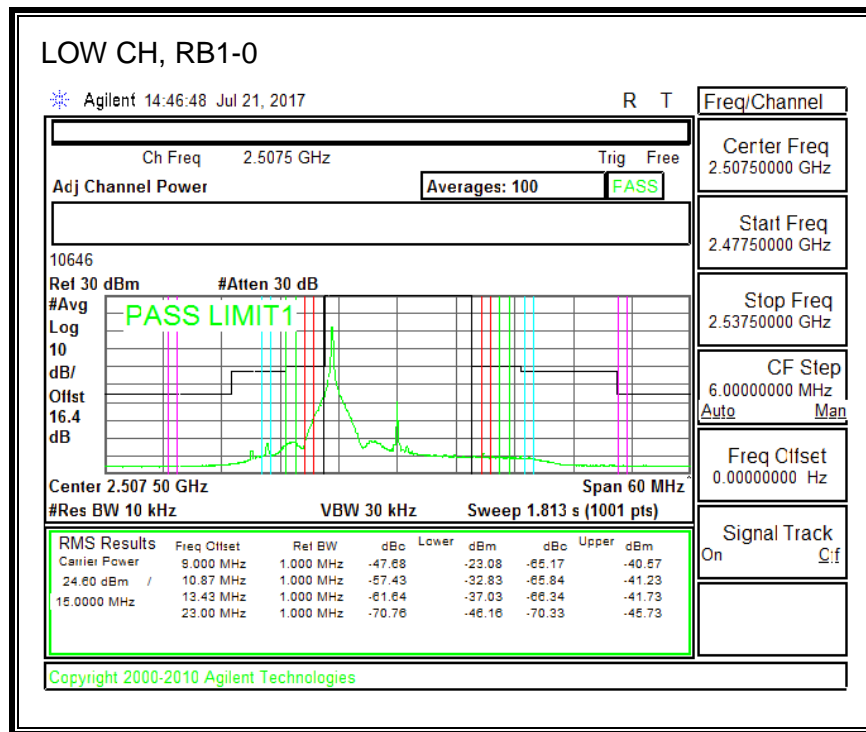 LOW CH, RB1-0
Agilent 14:46:48 Jul 21, 2017 R T
Freq/Channel
Ch Freq 2.5075 GHz Trig Free
Adj Channel Power Averages: 100 PASS
10646
Ref 30 dBm #Atten 30 dB
#Avg
Log
10
dB/
Offst
16.4
dB
PASS LIMIT1
Center 2.507 50 GHz Span 60 MHz
#Res BW 10 kHz VBW 30 kHz Sweep 1.813 s (1001 pts)
RMS Results Freq Offset Ref BW dBc Lower dBm dBc Upper dBm
Carrier Power 9.000 MHz 1.000 MHz -47.68 -23.08 -65.17 -40.57
24.60 dBm / 10.87 MHz 1.000 MHz -57.43 -32.83 -65.84 -41.23
15.0000 MHz 13.43 MHz 1.000 MHz -61.64 -37.03 -66.34 -41.73
23.00 MHz 1.000 MHz -70.76 -46.16 -70.33 -45.73
Center Freq
2.50750000 GHz
Start Freq
2.47750000 GHz
Stop Freq
2.53750000 GHz
CF Step
6.00000000 MHz
Auto Man
Freq Offset
0.00000000 Hz
Signal Track
On Off
Copyright 2000-2010 Agilent Technologies